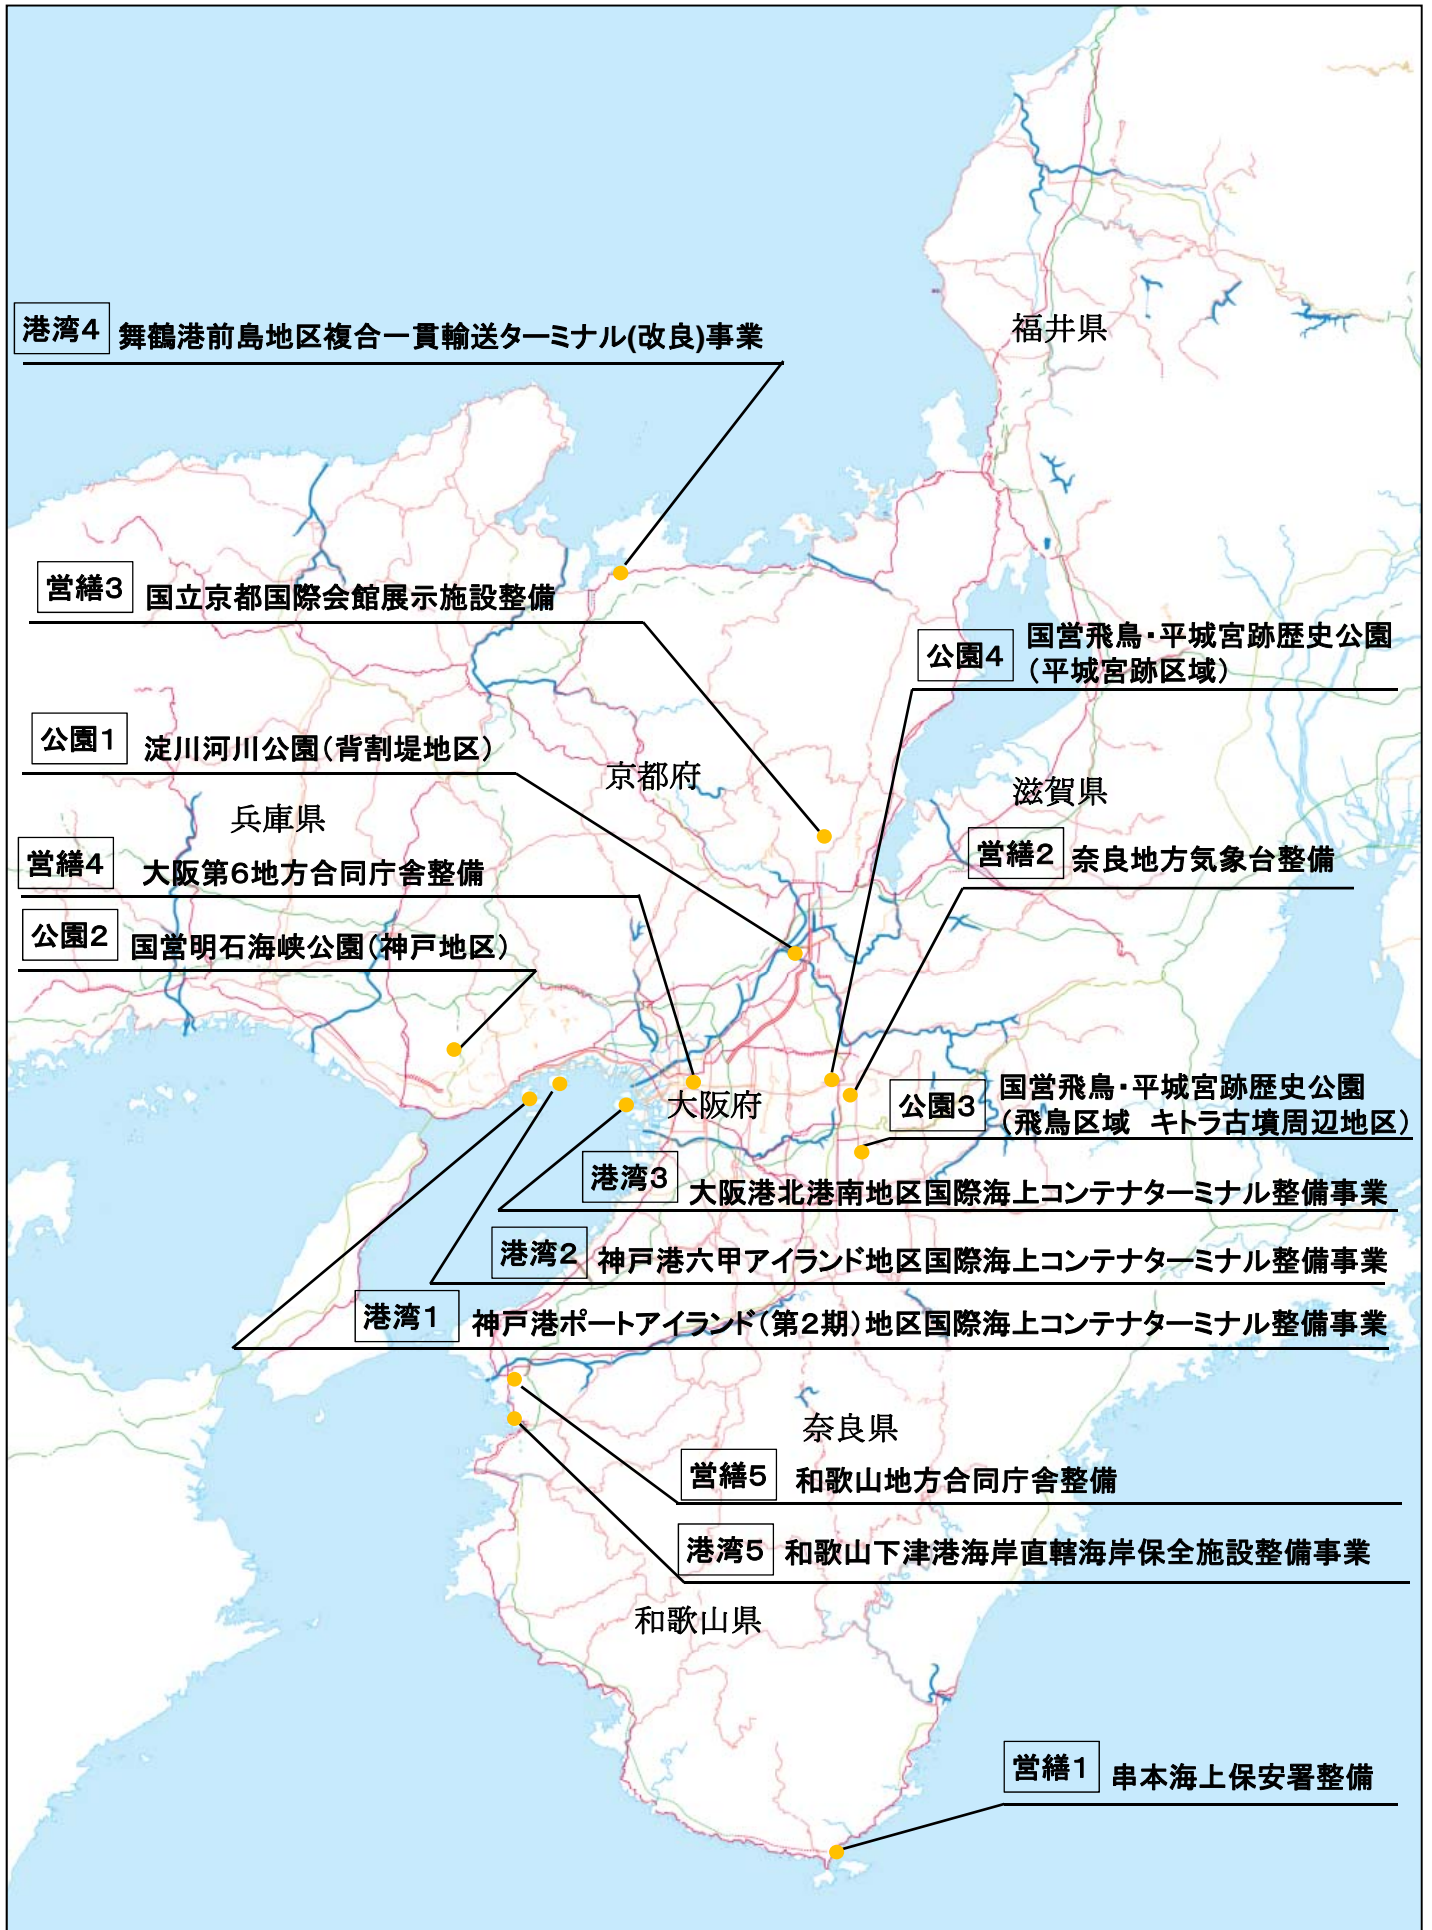 福井県
港湾4 舞鶴港前島地区複合一貫輸送ターミナル(改良)事業
営繕3 国立京都国際会館展示施設整備
公園4 国営飛鳥・平城宮跡歴史公園
(平城宮跡区域)
公園1 淀川河川公園(背割堤地区)
京都府
滋賀県
兵庫県
営繕4 大阪第6地方合同庁舎整備
営繕2 奈良地方気象台整備
公園2 国営明石海峡公園(神戸地区)
大阪府
公園3 国営飛鳥・平城宮跡歴史公園
(飛鳥区域 キトラ古墳周辺地区)
港湾3 大阪港北港南地区国際海上コンテナターミナル整備事業
港湾2 神戸港六甲アイランド地区国際海上コンテナターミナル整備事業
港湾1 神戸港ポートアイランド(第2期)地区国際海上コンテナターミナル整備事業
奈良県
営繕5 和歌山地方合同庁舎整備
港湾5 和歌山下津港海岸直轄海岸保全施設整備事業
和歌山県
営繕1 串本海上保安署整備